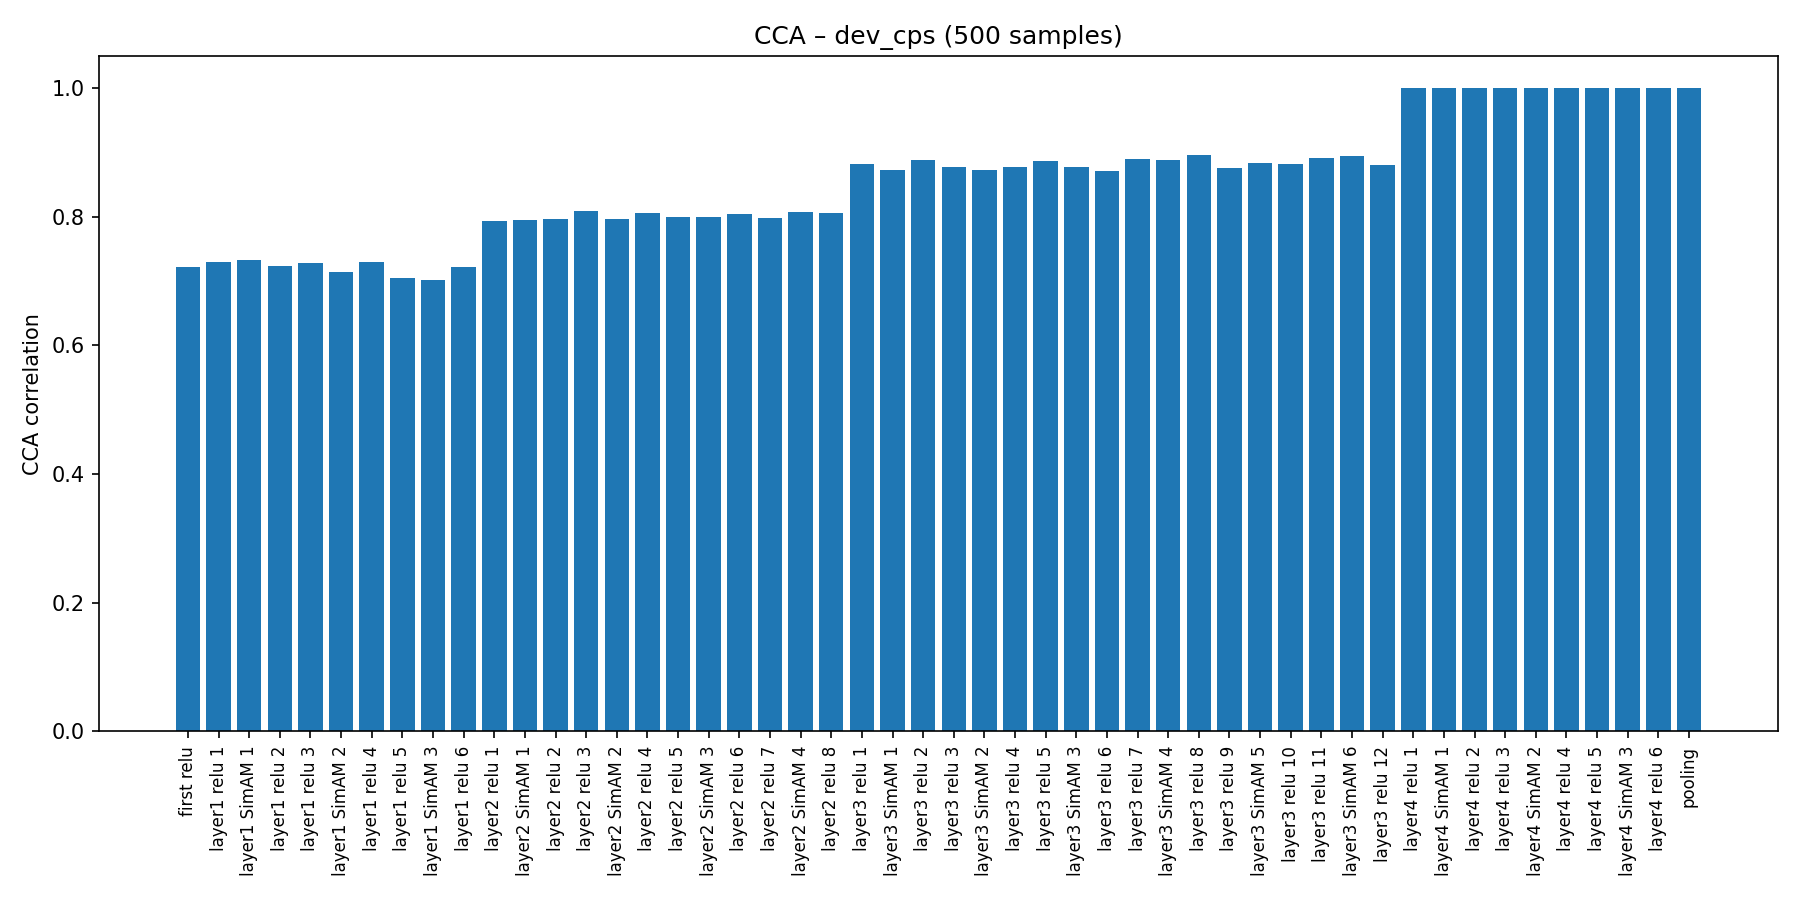 CCA – dev_cps (500 samples)
CCA correlation
1.0
0.8
0.6
0.4
0.2
0.0
first relu
layer1 relu 1
layer1 SimAM 1
layer1 relu 2
layer1 relu 3
layer1 SimAM 2
layer1 relu 4
layer1 relu 5
layer1 SimAM 3
layer1 relu 6
layer2 relu 1
layer2 SimAM 1
layer2 relu 2
layer2 relu 3
layer2 SimAM 2
layer2 relu 4
layer2 relu 5
layer2 SimAM 3
layer2 relu 6
layer2 relu 7
layer2 SimAM 4
layer2 relu 8
layer3 relu 1
layer3 SimAM 1
layer3 relu 2
layer3 relu 3
layer3 SimAM 2
layer3 relu 4
layer3 relu 5
layer3 SimAM 3
layer3 relu 6
layer3 relu 7
layer3 SimAM 4
layer3 relu 8
layer3 relu 9
layer3 SimAM 5
layer3 relu 10
layer3 relu 11
layer3 SimAM 6
layer3 relu 12
layer4 relu 1
layer4 SimAM 1
layer4 relu 2
layer4 relu 3
layer4 SimAM 2
layer4 relu 4
layer4 relu 5
layer4 SimAM 3
layer4 relu 6
pooling